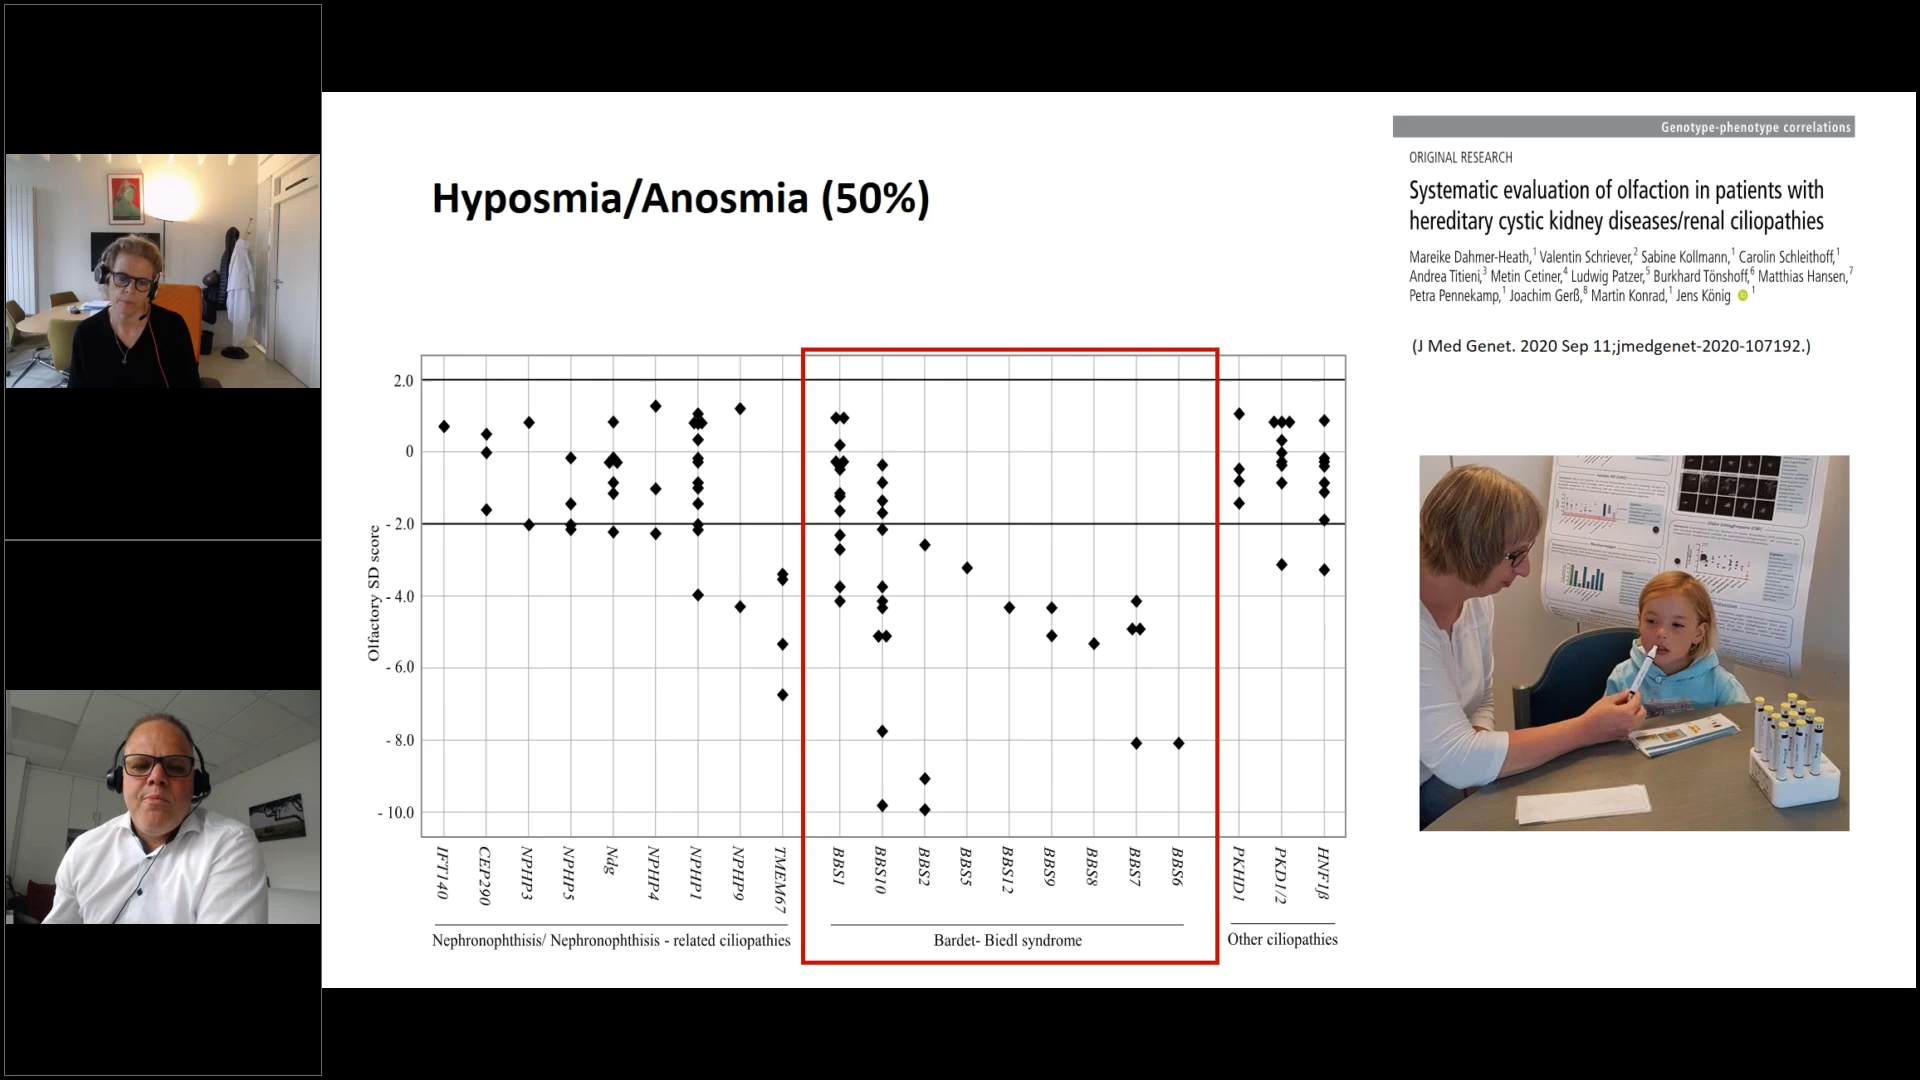 Hyposmia/Anosmia (50%)
Genotype-phenotype correlations
ORIGINAL RESEARCH
Systematic evaluation of olfaction in patients with
hereditary cystic kidney diseases/renal ciliopathies
Mareike Dahmer-Heath,1 Valentin Schriever,2 Sabine Kollmann,1 Carolin Schleithoff,1
Andrea Titieni,3 Metin Cetiner,4 Ludwig Patzer,5 Burkhard Tönshoff,6 Matthias Hansen,7
Petra Pennekamp,1 Joachim Gerß,8 Martin Konrad,1 Jens König 1
(J Med Genet. 2020 Sep 11;jmedgenet-2020-107192.)
Olfactory SD score
2.0
0
- 2.0
- 4.0
- 6.0
- 8.0
- 10.0
IFT140
CEP290
NPHP3
NPHP5
Ndg
NPHP4
NPHP1
NPHP9
TMEM67
BBS1
BBS10
BBS2
BBS5
BBS12
BBS9
BBS8
BBS7
BBS6
PKHD1
PKD1/2
HNF1β
Nephronophthisis/ Nephronophthisis - related ciliopathies
Bardet- Biedl syndrome
Other ciliopathies